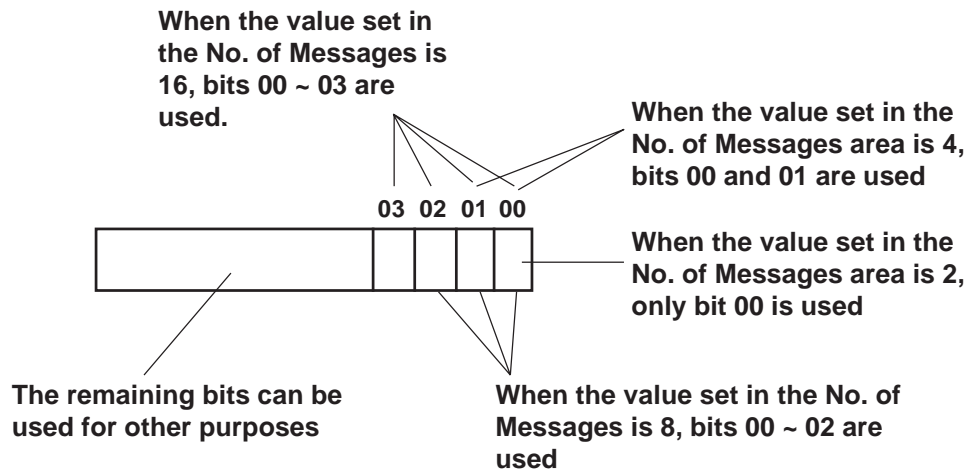 When the value set in
the No. of Messages is
16, bits 00 ~ 03 are
used.
When the value set in the
No. of Messages area is 4,
bits 00 and 01 are used
03 02 01 00
When the value set in the
No. of Messages area is 2,
only bit 00 is used
The remaining bits can be
used for other purposes
When the value set in the No. of
Messages is 8, bits 00 ~ 02 are
used